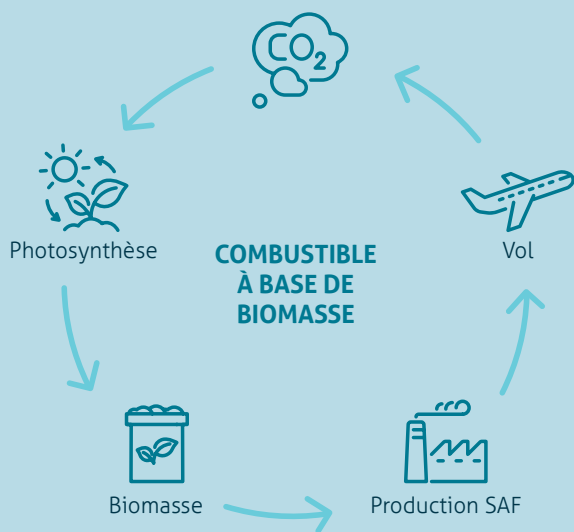 CO₂
Photosynthèse
COMBUSTIBLE
À BASE DE
BIOMASSE
Vol
Biomasse
Production SAF